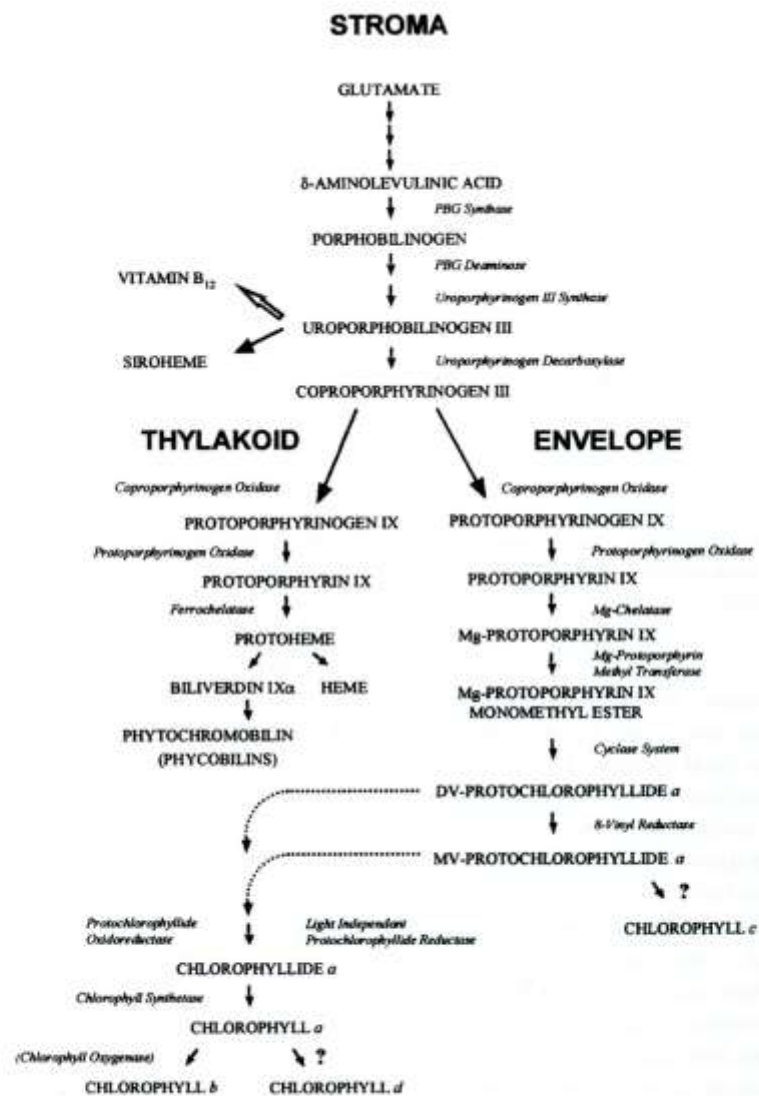 STROMA
GLUTAMATE
δ-AMINOLEVULINIC ACID
PBG Synthase
PORPHOBILINOGEN
PBG Deaminase
VITAMIN B₁₂
Uroporphyrinogen III Synthase
UROPORPHOBILINOGEN III
SIROHEME
Uroporphyrinogen Decarboxylase
COPROPORPHYRINOGEN III
THYLAKOID
ENVELOPE
Coproporphyrinogen Oxidase
Coproporphyrinogen Oxidase
PROTOPORPHYRINOGEN IX
PROTOPORPHYRINOGEN IX
Protoporphyrinogen Oxidase
Protoporphyrinogen Oxidase
PROTOPORPHYRIN IX
PROTOPORPHYRIN IX
Ferrochelatase
Mg-Chelatase
PROTOHEME
Mg-PROTOPORPHYRIN IX
Mg-Protoporphyrin
Methyl Transferase
BILIVERDIN IXα
HEME
Mg-PROTOPORPHYRIN IX
MONOMETHYL ESTER
PHYTOCHROMOBILIN
(PHYCOBILINS)
Cyclase System
DV-PROTOCHLOROPHYLLIDE a
8-Vinyl Reductase
MV-PROTOCHLOROPHYLLIDE a
?
CHLOROPHYLL c
Protochlorophyllide
Oxidoreductase
Light Independant
Protochlorophyllide Reductase
CHLOROPHYLLIDE a
Chlorophyll Synthetase
CHLOROPHYLL a
(Chlorophyll Oxygenase)
?
CHLOROPHYLL b
CHLOROPHYLL d